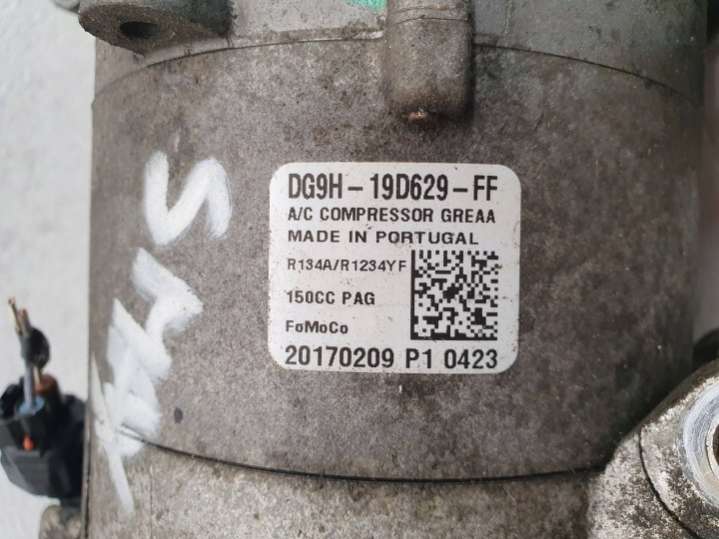 DG9H-19D629-FF
A/C COMPRESSOR GREAA
MADE IN PORTUGAL
R134A/R1234YF
150CC PAG
FoMoCo
20170209 P1 0423